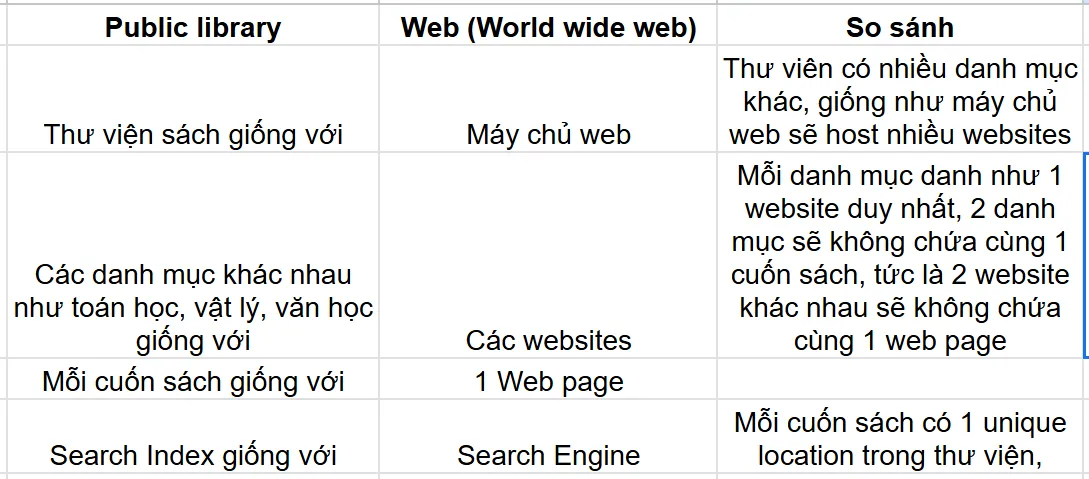 Public library
Web (World wide web)
So sánh
Thư viện sách giống với
Máy chủ web
Thư viên có nhiều danh mục
khác, giống như máy chủ
web sẽ host nhiều websites
Các danh mục khác nhau
như toán học, vật lý, văn học
giống với
Các websites
Mỗi danh mục danh như 1
website duy nhất, 2 danh
mục sẽ không chứa cùng 1
cuốn sách, tức là 2 website
khác nhau sẽ không chứa
cùng 1 web page
Mỗi cuốn sách giống với
1 Web page
Search Index giống với
Search Engine
Mỗi cuốn sách có 1 unique
location trong thư viện,